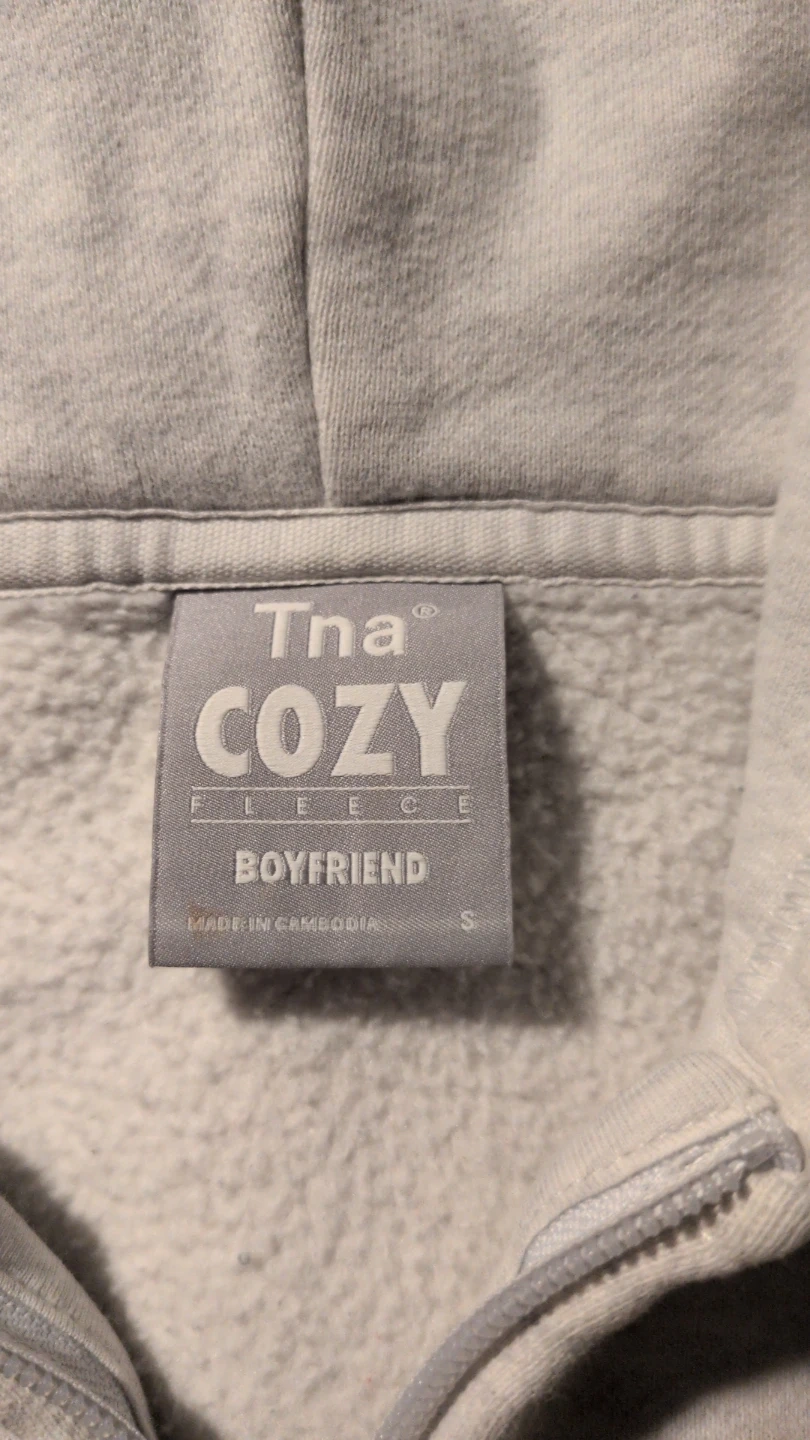 Tna®
COZY
FLEECE
BOYFRIEND
MADE IN CAMBODIA S